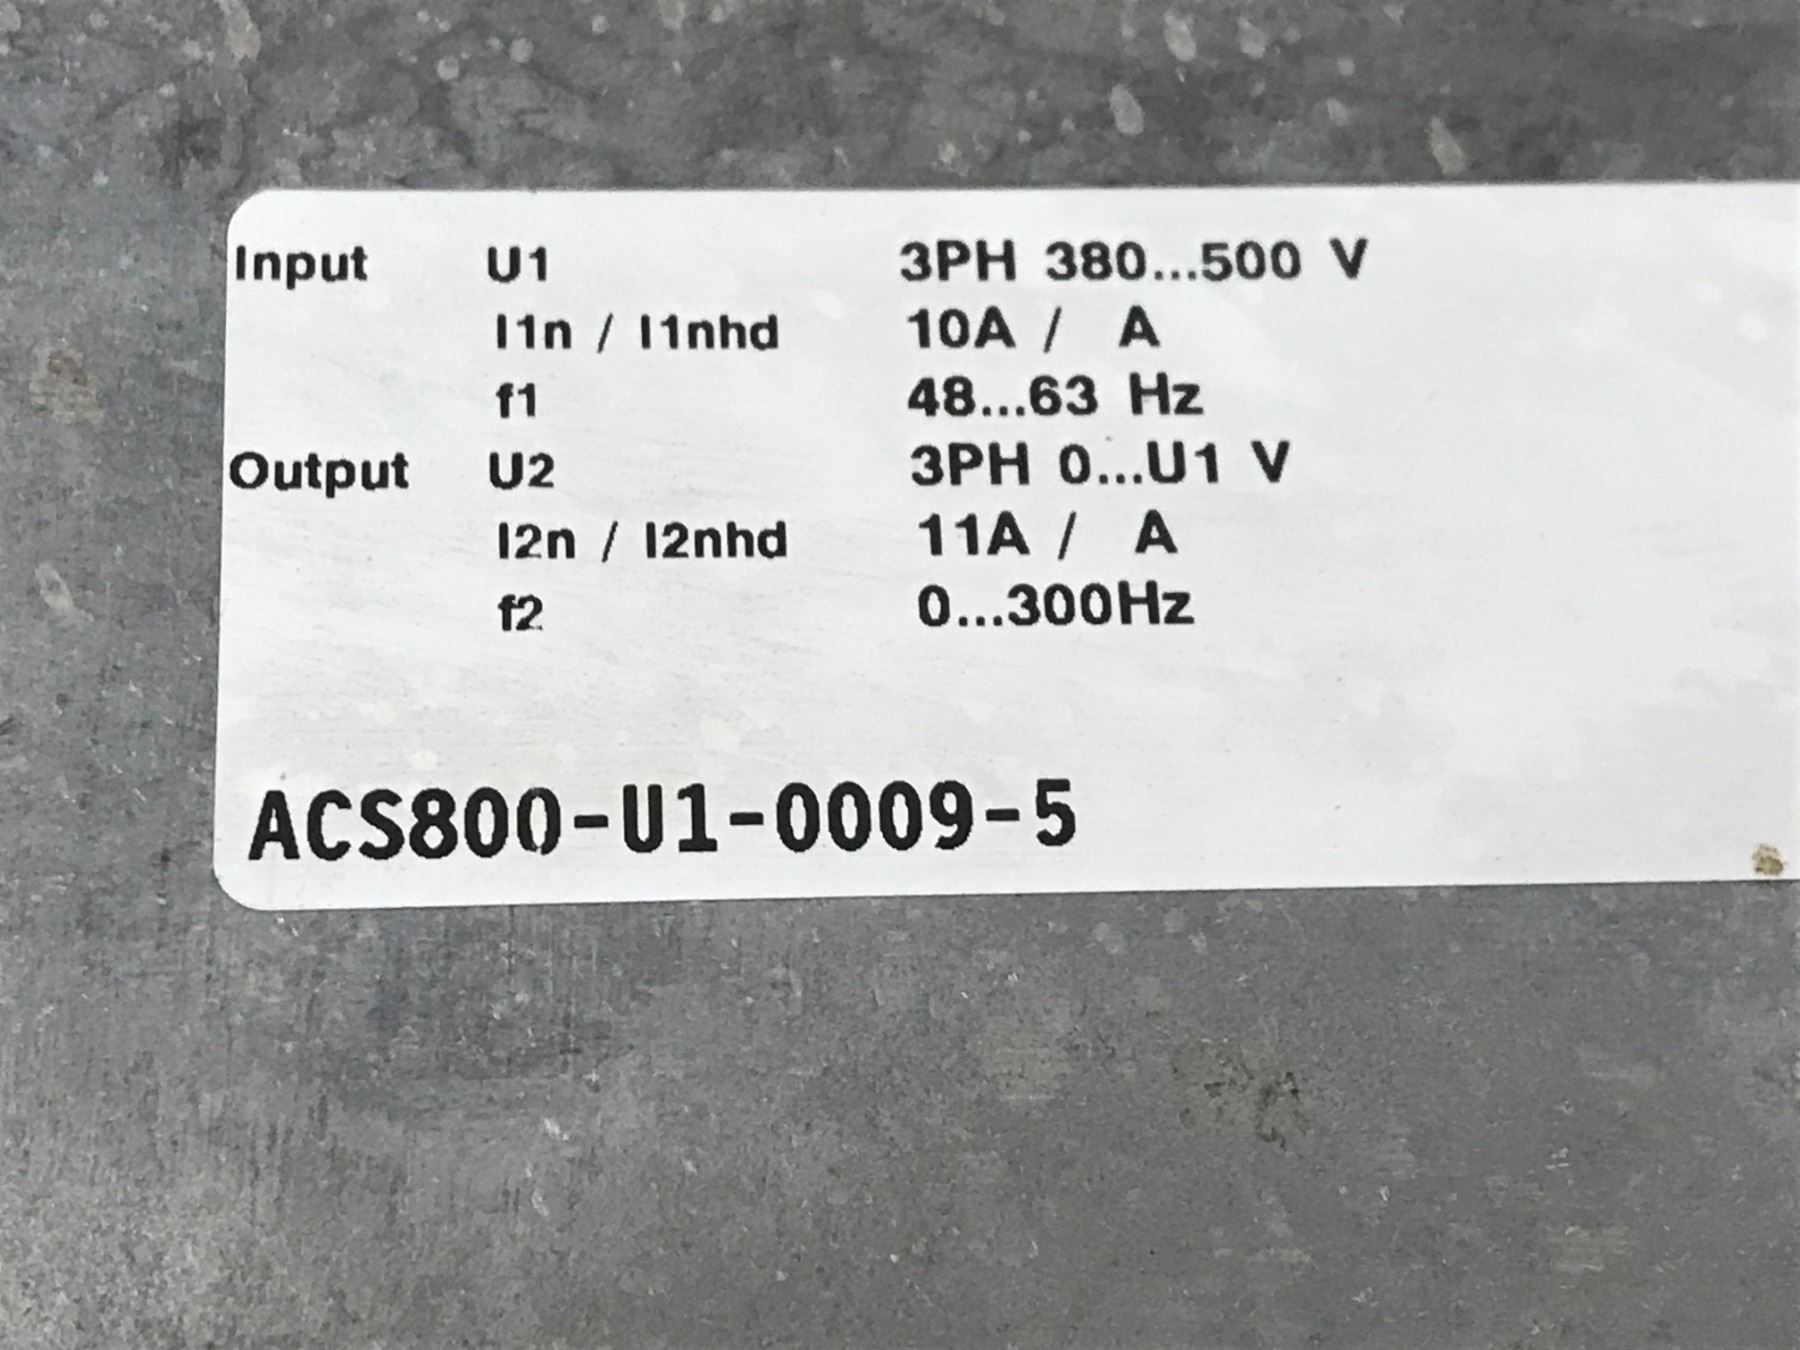 Input U1 3PH 380...500 V
I1n / I1nhd 10A / A
f1 48...63 Hz
Output U2 3PH 0...U1 V
I2n / I2nhd 11A / A
f2 0...300Hz
ACS800-U1-0009-5